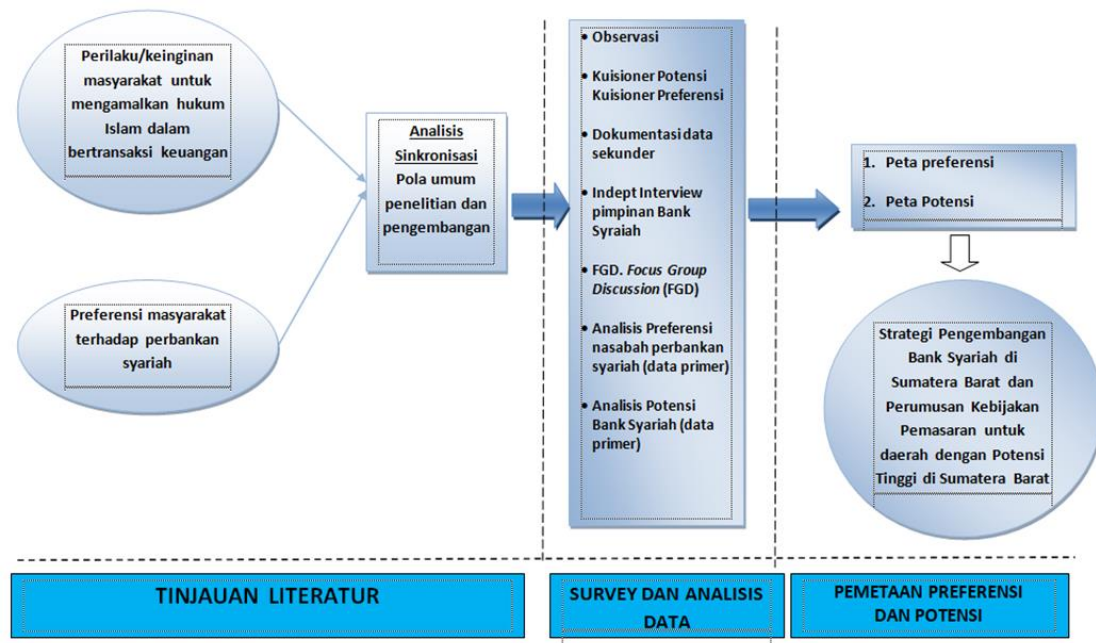 Perilaku/keinginan
masyarakat untuk
mengamalkan hukum
Islam dalam
bertransaksi keuangan
Preferensi masyarakat
terhadap perbankan
syariah
Analisis
Sinkronisasi
Pola umum
penelitian dan
pengembangan
• Observasi
• Kuisioner Potensi
Kuisioner Preferensi
• Dokumentasi data
sekunder
• Indept Interview
pimpinan Bank
Syraiah
• FGD. Focus Group
Discussion (FGD)
• Analisis Preferensi
nasabah perbankan
syariah (data primer)
• Analisis Potensi
Bank Syariah (data
primer)
1. Peta preferensi
2. Peta Potensi
Strategi Pengembangan
Bank Syariah di
Sumatera Barat dan
Perumusan Kebijakan
Pemasaran untuk
daerah dengan Potensi
Tinggi di Sumatera Barat
TINJAUAN LITERATUR
SURVEY DAN ANALISIS
DATA
PEMETAAN PREFERENSI
DAN POTENSI